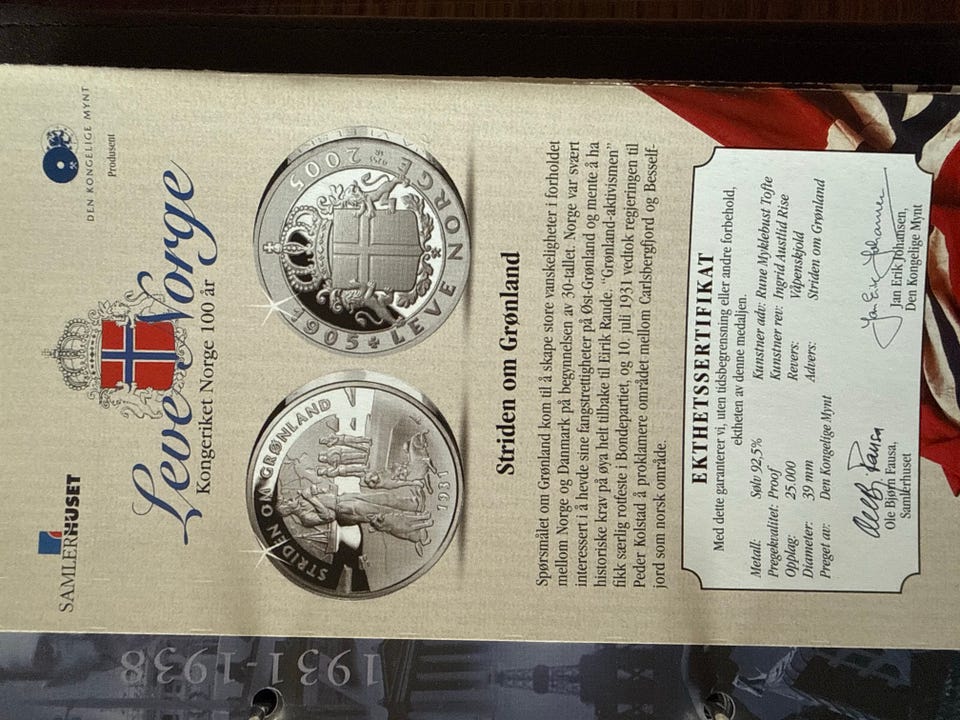 SAMLERHUSET
DEN KONGELIGE MYNT
Produsent
Leve Norge
Kongeriket Norge 100 år
STRIDEN OM GRØNLAND
1931
1905 + LEVE NORGE 2005
Striden om Grønland
Spørsmålet om Grønland kom til å skape store vanskeligheter i forholdet
mellom Norge og Danmark på begynnelsen av 30-tallet. Norge var svært
interessert i å hevde sine fangstrettigheter på Øst-Grønland og mente å ha
historiske krav på øya helt tilbake til Eirik Raude. “Grønland-aktivismen”
fikk særlig rotfeste i Bondepartiet, og 10. juli 1931 vedtok regjeringen til
Peder Kolstad å proklamere området mellom Carlsbergfjord og Besself-
jord som norsk område.
EKTHETSSERTIFIKAT
Med dette garanterer vi, uten tidsbegrensning eller andre forbehold,
ektheten av denne medaljen.
Metall: Sølv 92,5%
Pregekvalitet: Proof
Opplag: 25.000
Diameter: 39 mm
Preget av: Den Kongelige Mynt
Kunstner adv: Rune Myklebust Tofte
Kunstner rev: Ingrid Austlid Rise
Revers: Våpenskjold
Advers: Striden om Grønland
Ole Bjørn Fausa,
Samlerhuset
Jan Erik Johansen,
Den Kongelige Mynt
1931-1938